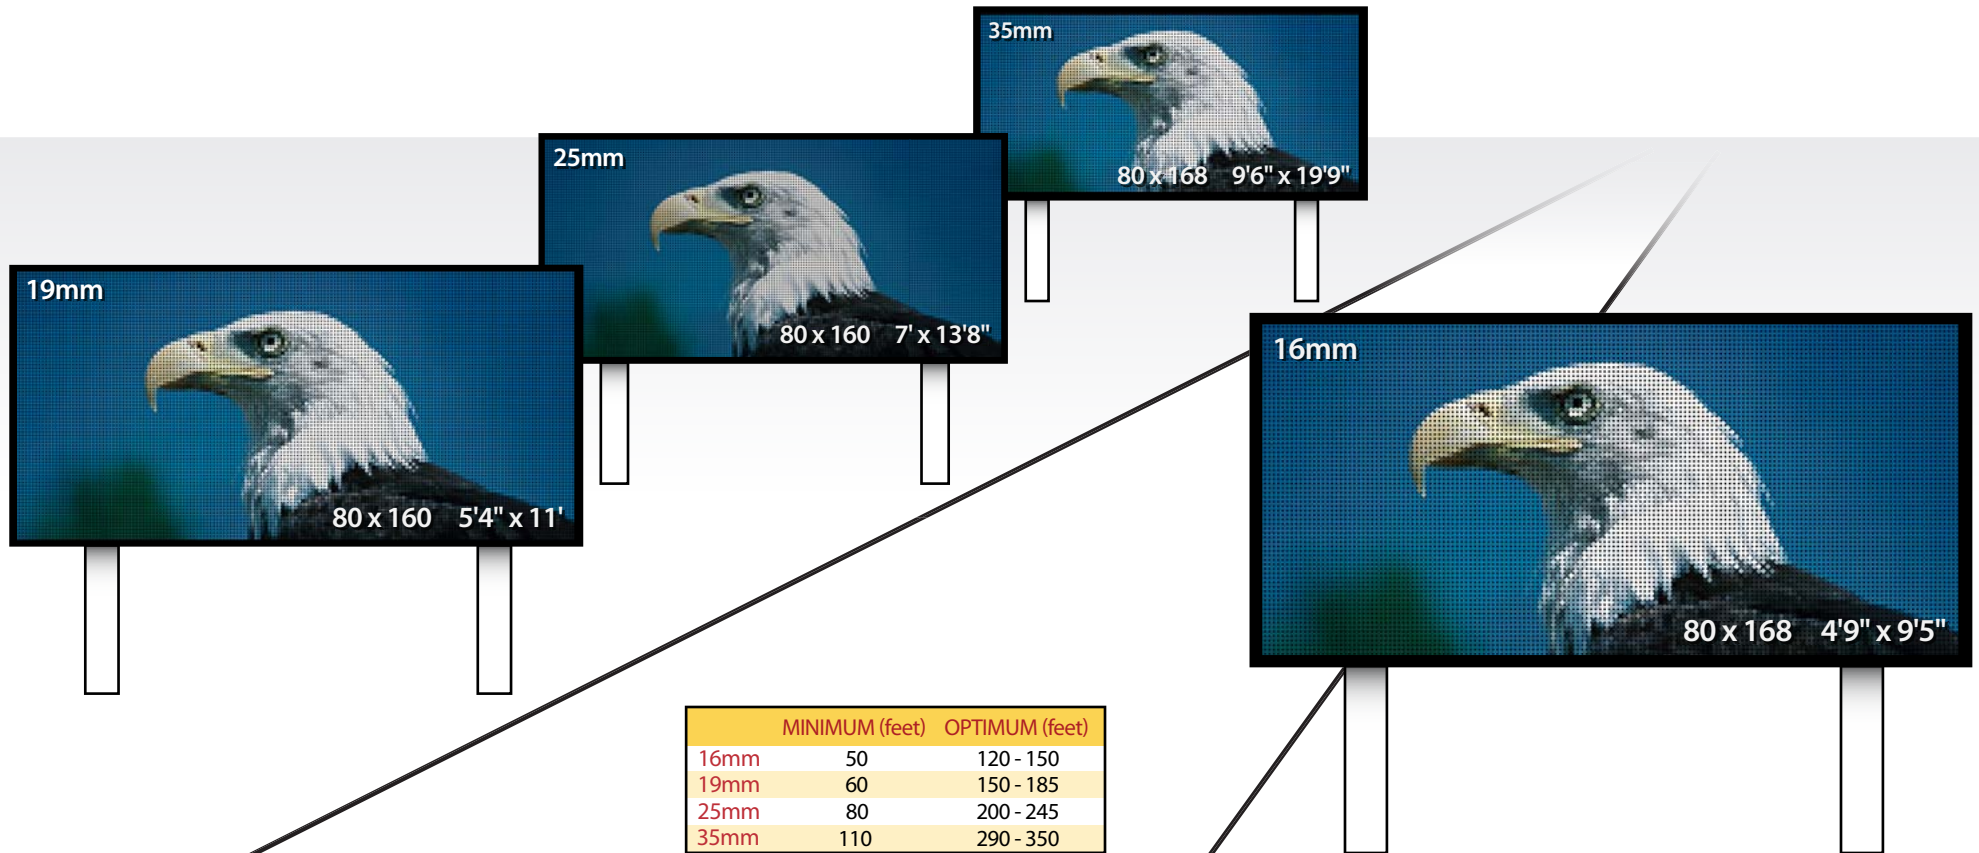 35mm
80 x 168 9'6" x 19'9"
25mm
80 x 160 7' x 13'8"
19mm
80 x 160 5'4" x 11'
16mm
80 x 168 4'9" x 9'5"
MINIMUM (feet) OPTIMUM (feet)
16mm 50 120 - 150
19mm 60 150 - 185
25mm 80 200 - 245
35mm 110 290 - 350